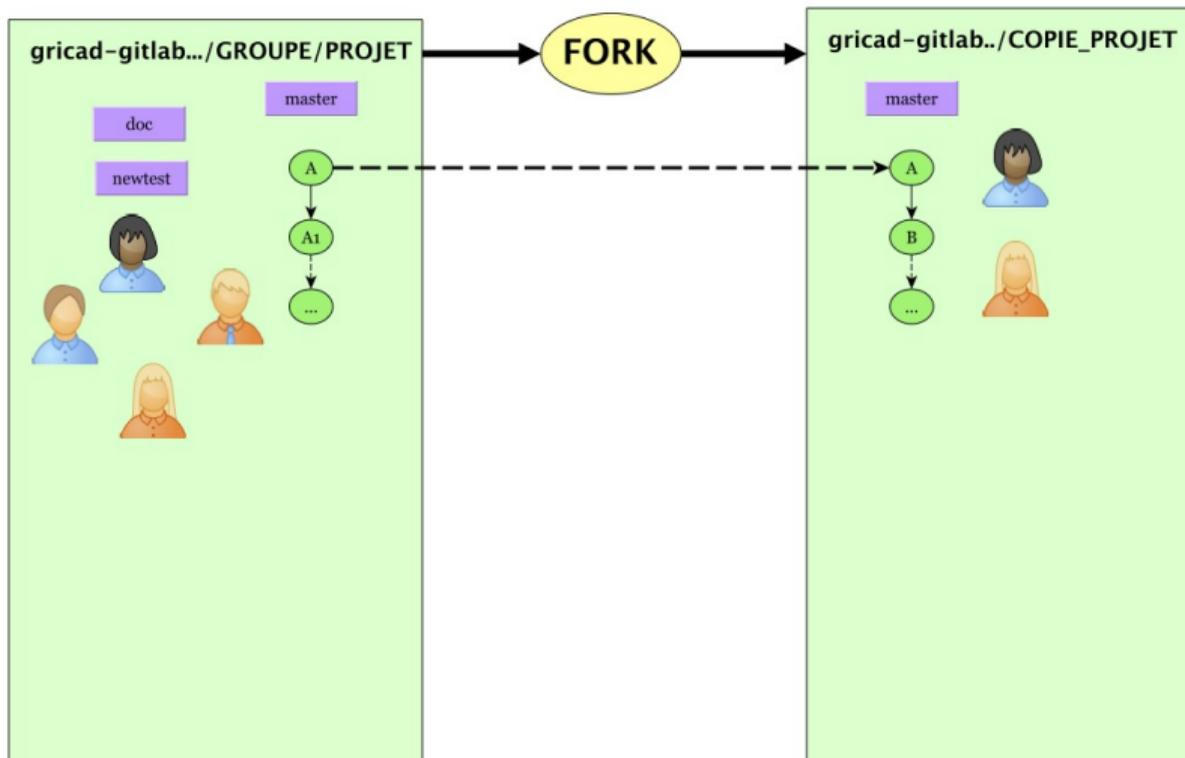 gricad-gitlab.../GROUPE/PROJET
FORK
gricad-gitlab../COPIE_PROJET
master
doc
newtest
A
A1
...
master
A
B
...